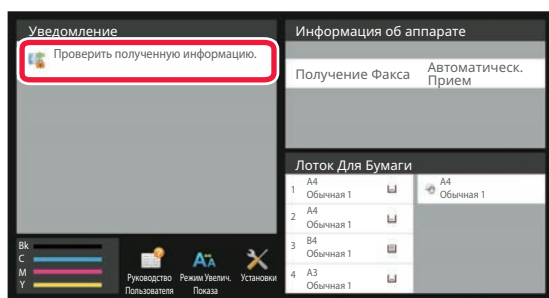 Уведомление
Проверить полученную информацию.
Информация об аппарате
Получение Факса
Автоматическ.
Прием
Лоток Для Бумаги
1 A4
Обычная 1
2 A4
Обычная 1
3 B4
Обычная 1
4 A3
Обычная 1
A4
Обычная 1
Bk
C
M
Y
Руководство
Пользователя
Режим Увелич.
Показа
Установки